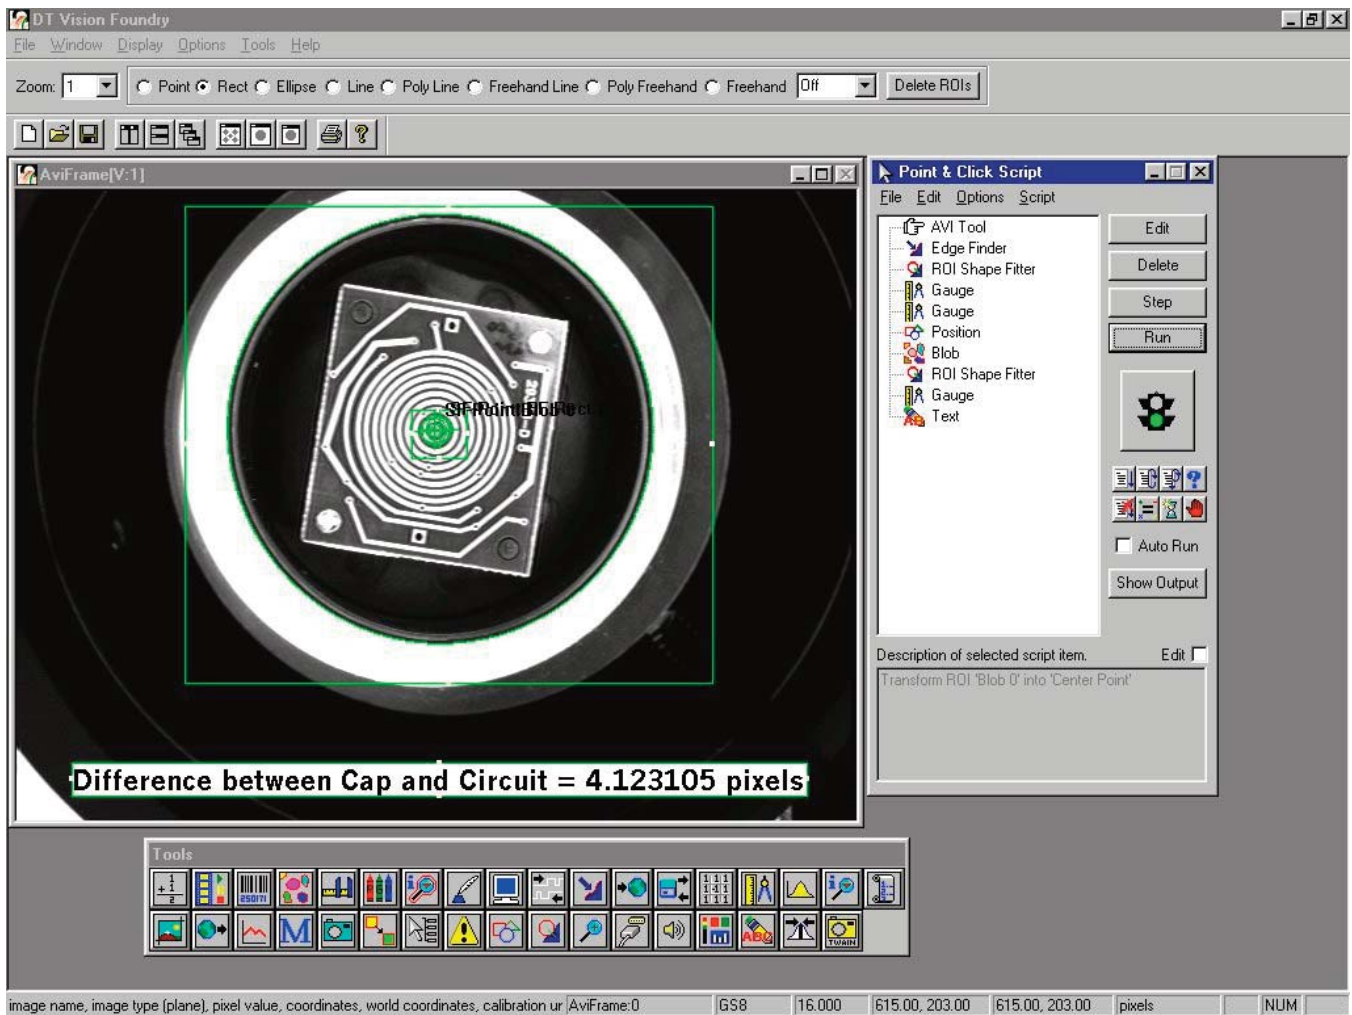 DT Vision Foundry
File Window Display Options Tools Help
Zoom: 1 Point Rect Ellipse Line Poly Line Freehand Line Poly Freehand Freehand Off Delete ROIs
AviFrame[V:1]
Point & Click Script
File Edit Options Script
AVI Tool
Edge Finder
ROI Shape Fitter
Gauge
Gauge
Position
Blob
ROI Shape Fitter
Gauge
Text
Edit
Delete
Step
Run
Auto Run
Show Output
Description of selected script item. Edit
Transform ROI 'Blob 0' into 'Center Point'
Difference between Cap and Circuit = 4.123105 pixels
Tools
250171
TWAIN
image name, image type (plane), pixel value, coordinates, world coordinates, calibration ur AviFrame:0 GS8 16.000 615.00, 203.00 615.00, 203.00 pixels NUM